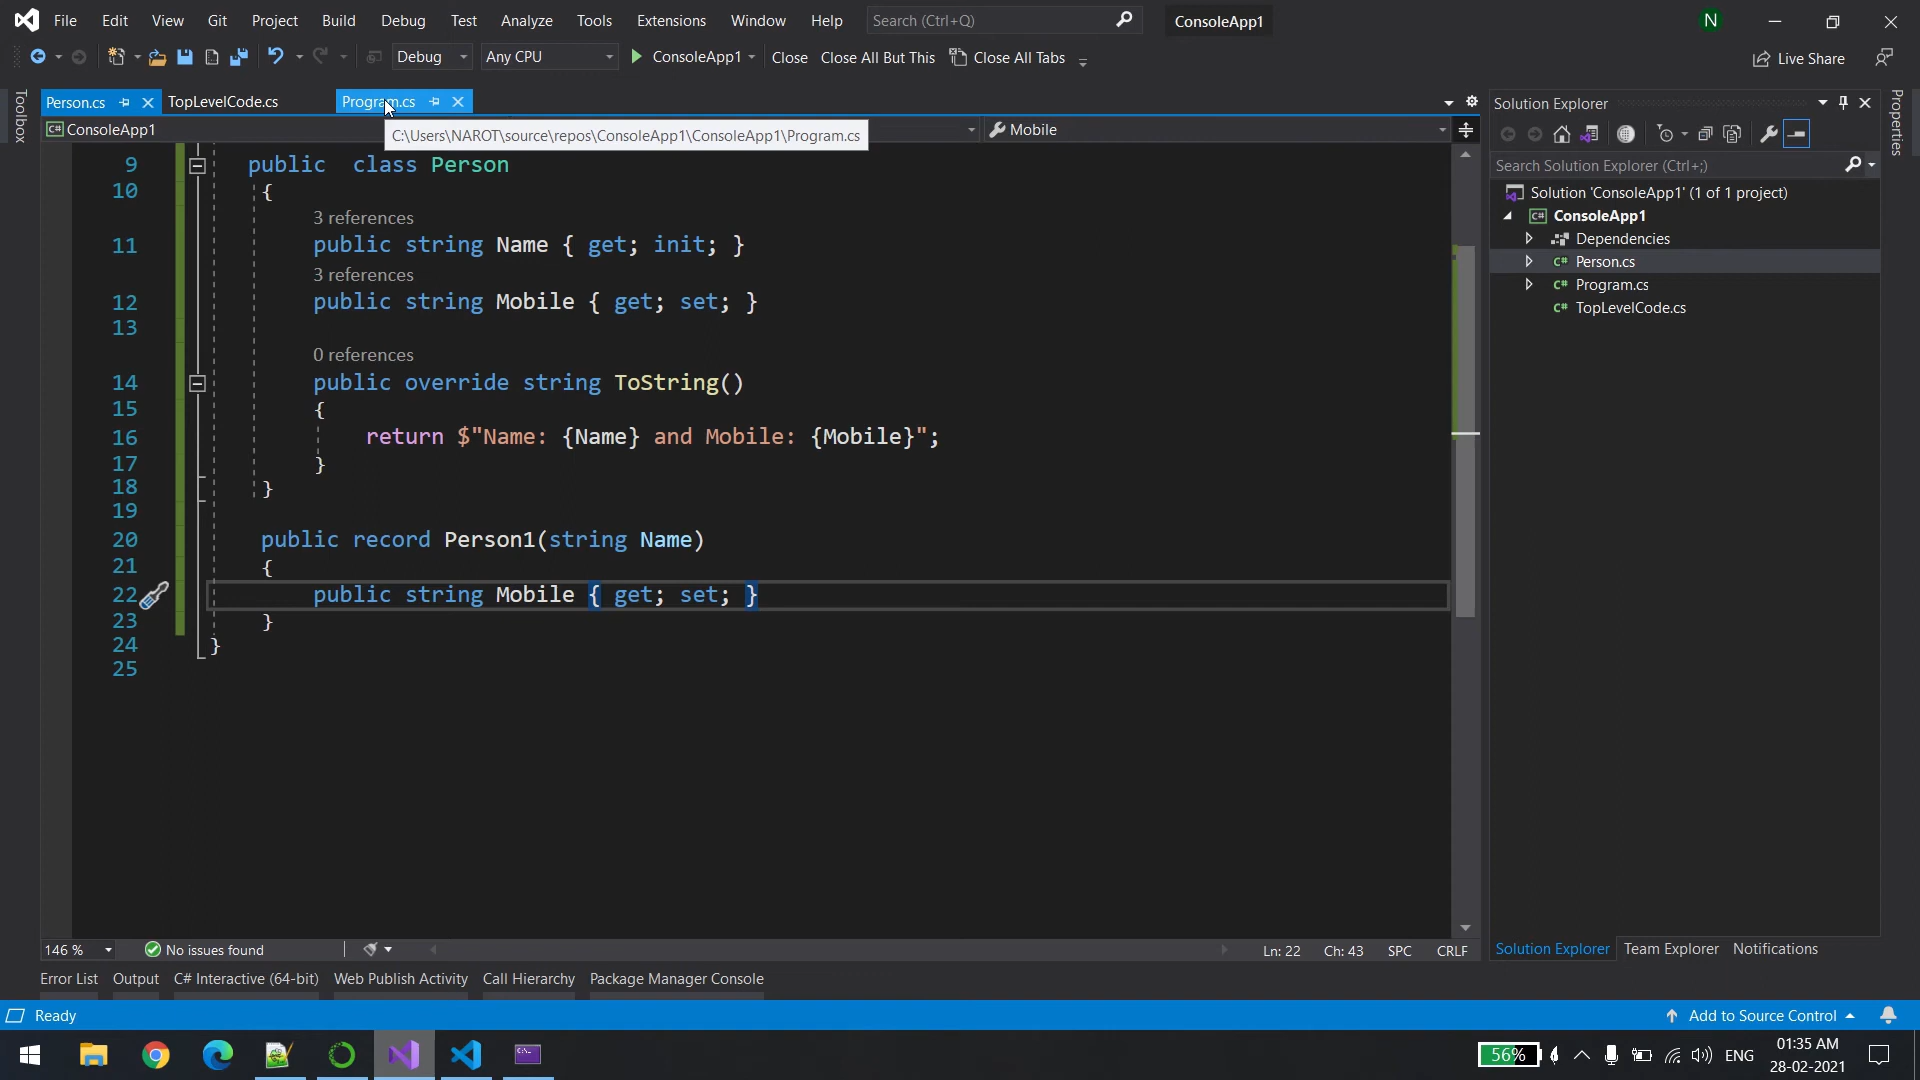 File Edit View Git Project Build Debug Test Analyze Tools Extensions Window Help Search (Ctrl+Q) ConsoleApp1 N
Debug Any CPU ConsoleApp1 Close Close All But This Close All Tabs Live Share
Toolbox
Person.cs TopLevelCode.cs Program.cs
ConsoleApp1 Mobile
C:\Users\NAROT\source\repos\ConsoleApp1\ConsoleApp1\Program.cs
9 public class Person
10 {
3 references
11 public string Name { get; init; }
3 references
12 public string Mobile { get; set; }
13
0 references
14 public override string ToString()
15 {
16 return $"Name: {Name} and Mobile: {Mobile}";
17 }
18 }
19
20 public record Person1(string Name)
21 {
22 public string Mobile { get; set; }
23 }
24 }
25
146 % No issues found Ln: 22 Ch: 43 SPC CRLF
Solution Explorer
Search Solution Explorer (Ctrl+;)
Solution 'ConsoleApp1' (1 of 1 project)
C# ConsoleApp1
Dependencies
C# Person.cs
C# Program.cs
C# TopLevelCode.cs
Solution Explorer Team Explorer Notifications
Properties
Error List Output C# Interactive (64-bit) Web Publish Activity Call Hierarchy Package Manager Console
Ready Add to Source Control
56% ENG 01:35 AM
28-02-2021